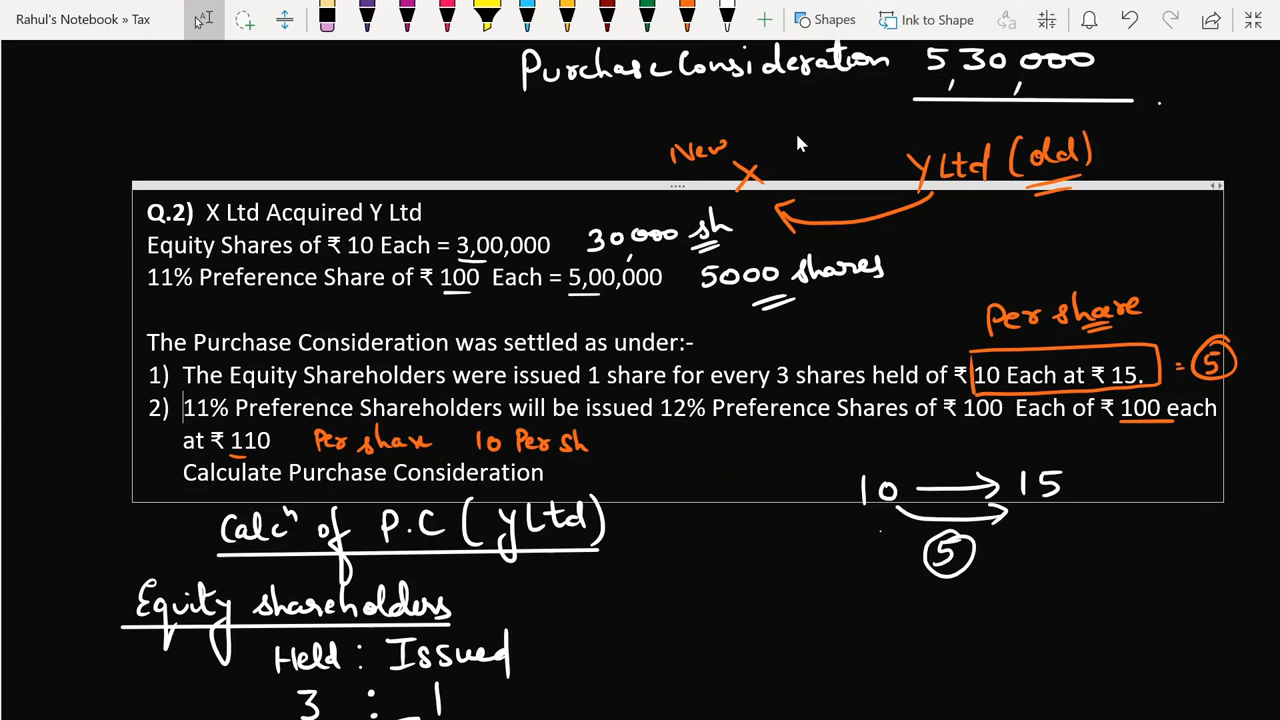 Rahul's Notebook » Tax
Shapes
Ink to Shape
Purchase Consideration 5,30,000
New X
Y Ltd (old)
Q.2) X Ltd Acquired Y Ltd
Equity Shares of ₹ 10 Each = 3,00,000 30,000 sh
11% Preference Share of ₹ 100 Each = 5,00,000 5000 shares
Per share
The Purchase Consideration was settled as under:-
1) The Equity Shareholders were issued 1 share for every 3 shares held of ₹ 10 Each at ₹ 15. = 5
2) 11% Preference Shareholders will be issued 12% Preference Shares of ₹ 100 Each of ₹ 100 each
at ₹ 110 Per share 10 Per sh
Calculate Purchase Consideration
10 → 15
5
Calcⁿ of P.C (Y Ltd)
Equity shareholders
Held : Issued
3 : 1